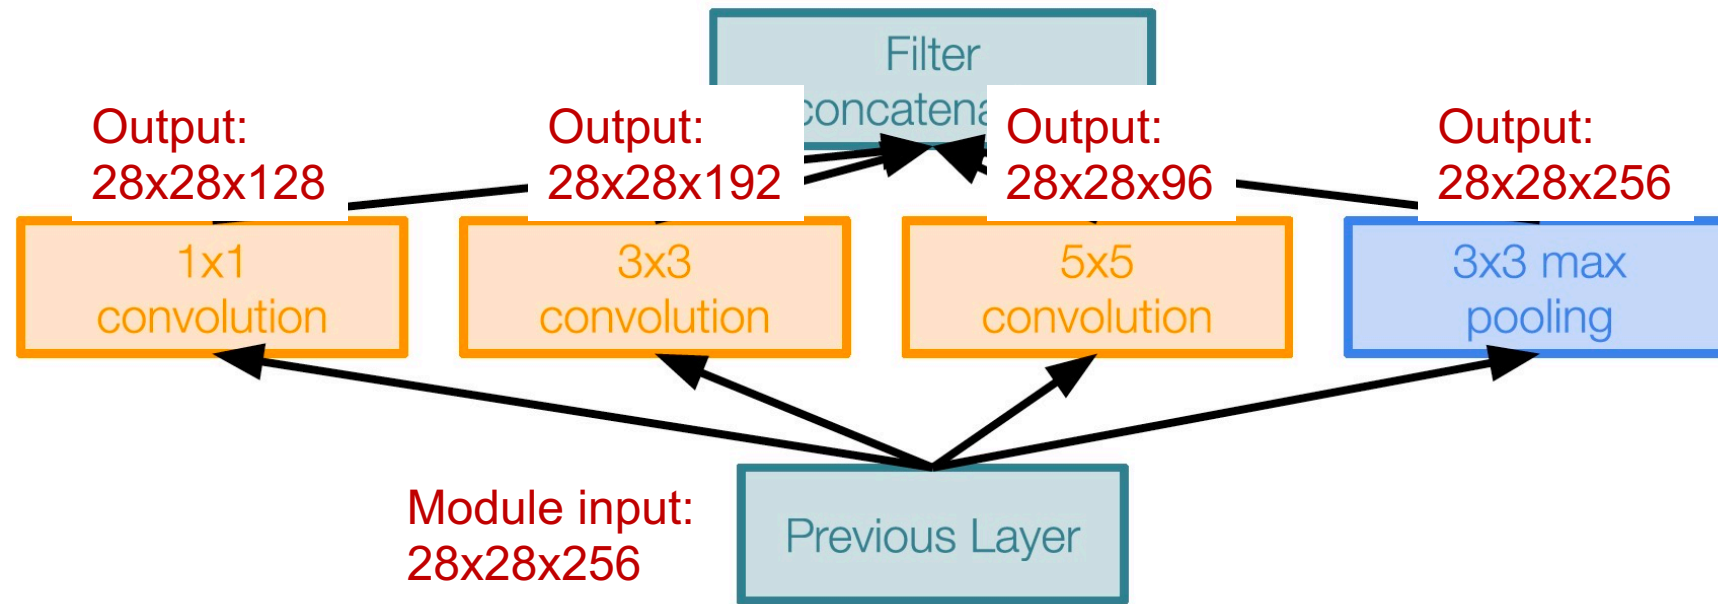 Filter
Output:
28x28x128
Output:
28x28x192
Output:
28x28x96
Output:
28x28x256
1x1
convolution
3x3
convolution
5x5
convolution
3x3 max
pooling
Module input:
28x28x256
Previous Layer